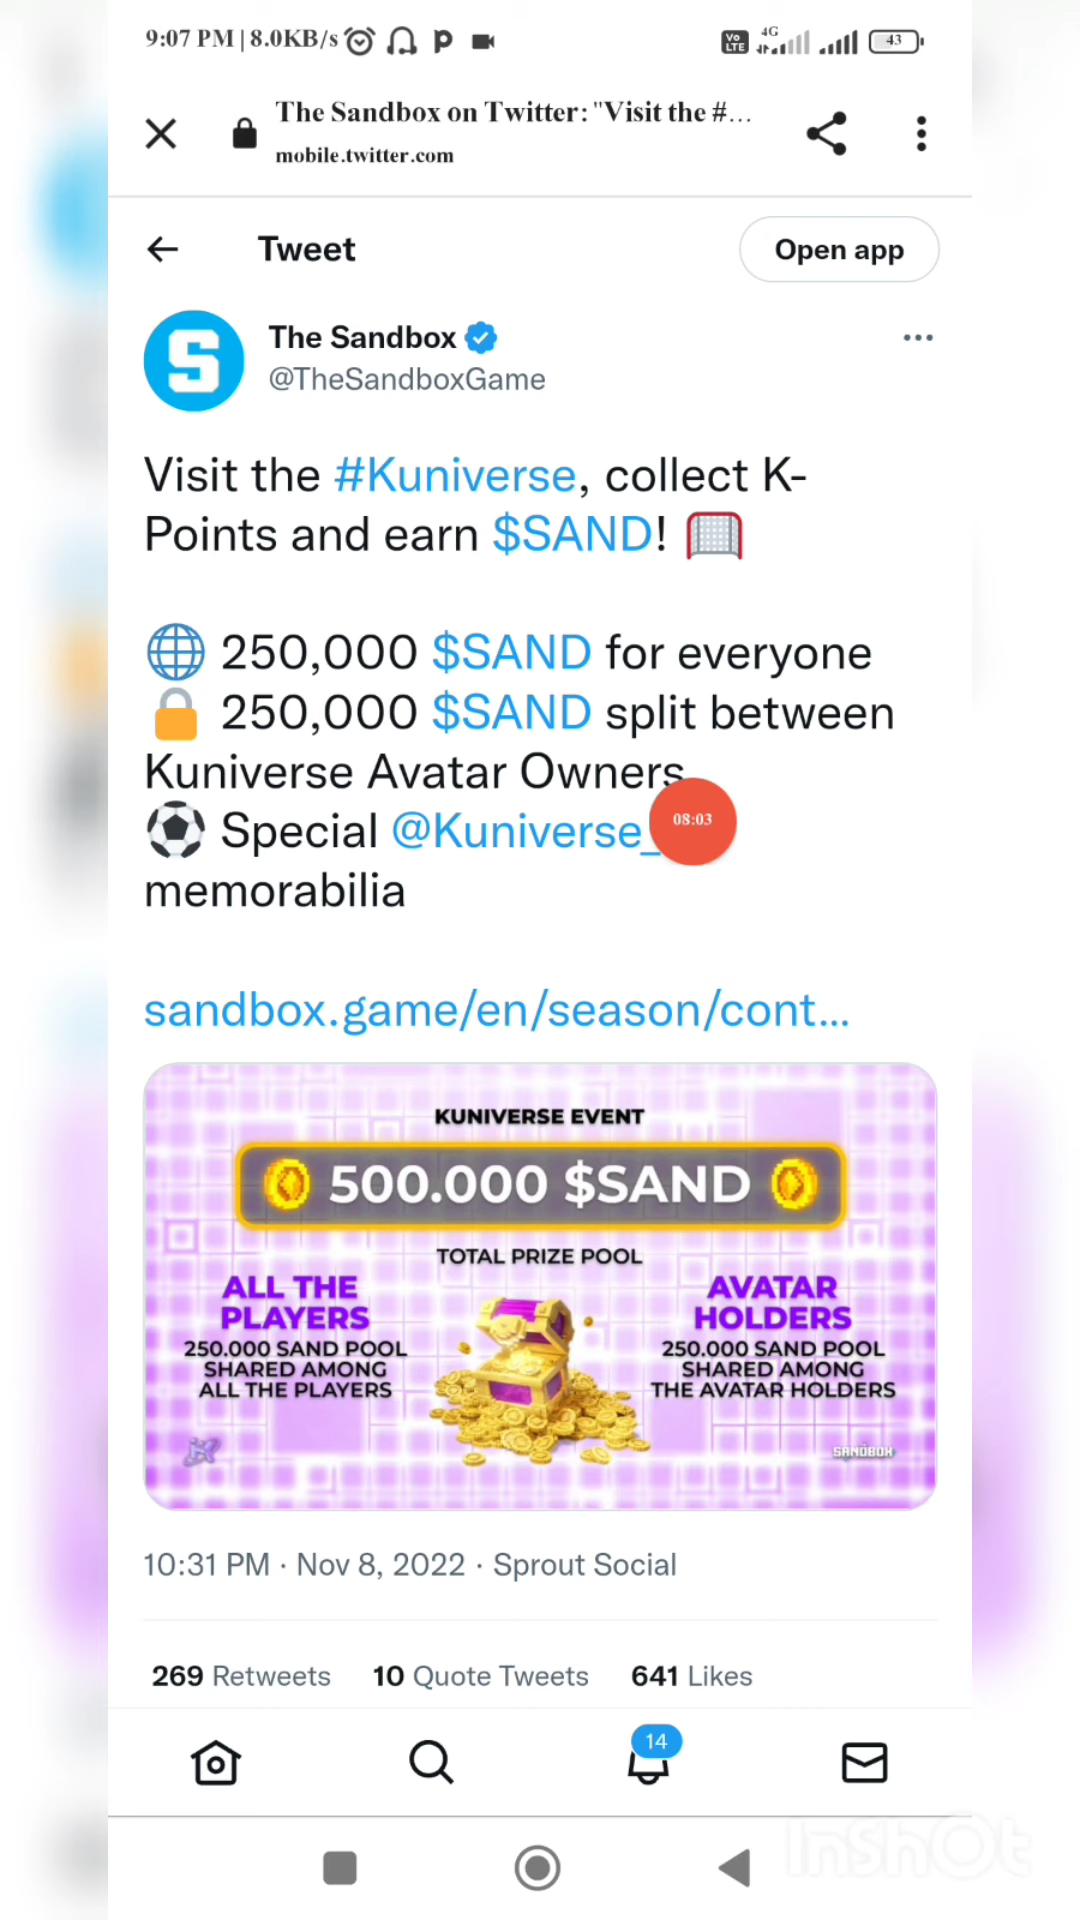 9:07 PM | 8.0KB/s
Vo LTE 4G 43
The Sandbox on Twitter: "Visit the #...
mobile.twitter.com
Tweet
Open app
The Sandbox
@TheSandboxGame
Visit the #Kuniverse, collect K-
Points and earn $SAND!
250,000 $SAND for everyone
250,000 $SAND split between
Kuniverse Avatar Owners
Special @Kuniverse_
08:03
memorabilia
sandbox.game/en/season/cont...
KUNIVERSE EVENT
500.000 $SAND
TOTAL PRIZE POOL
ALL THE
PLAYERS
250.000 SAND POOL
SHARED AMONG
ALL THE PLAYERS
AVATAR
HOLDERS
250.000 SAND POOL
SHARED AMONG
THE AVATAR HOLDERS
SANDBOX
10:31 PM · Nov 8, 2022 · Sprout Social
269 Retweets 10 Quote Tweets 641 Likes
14
InShOt